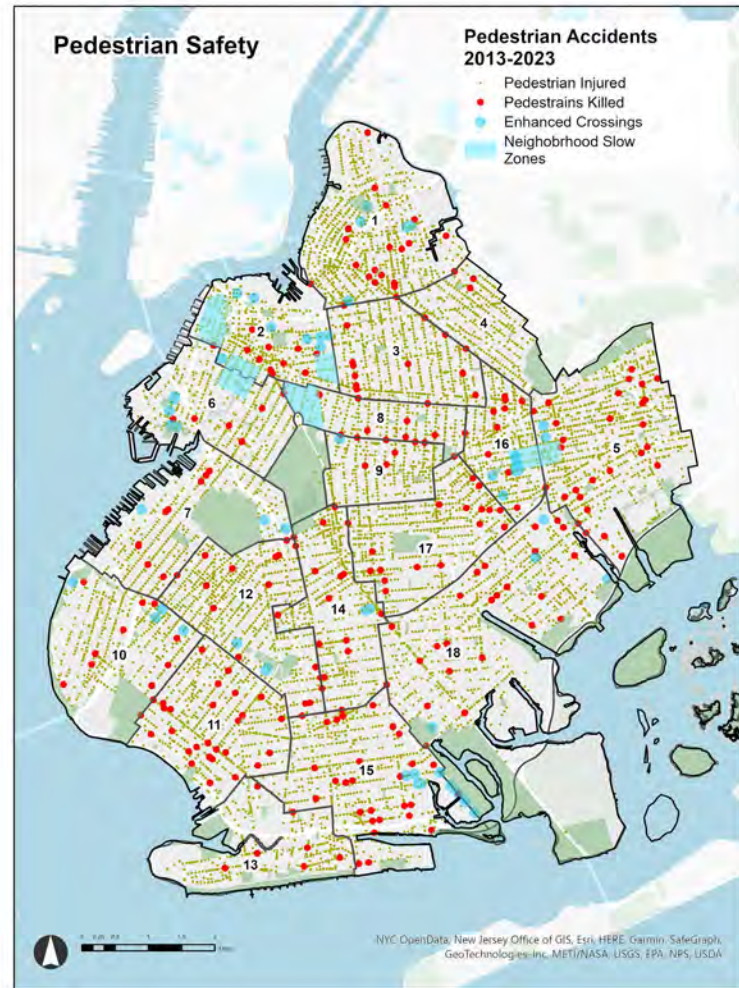 Pedestrian Safety
Pedestrian Accidents
2013-2023
Pedestrian Injured
Pedestrains Killed
Enhanced Crossings
Neighobrhood Slow
Zones
1
2
3
4
6
8
16
5
9
7
17
12
14
10
18
11
15
13
NYC OpenData, New Jersey Office of GIS, Esri, HERE, Garmin, SafeGraph,
GeoTechnologies, Inc, METI/NASA, USGS, EPA, NPS, USDA